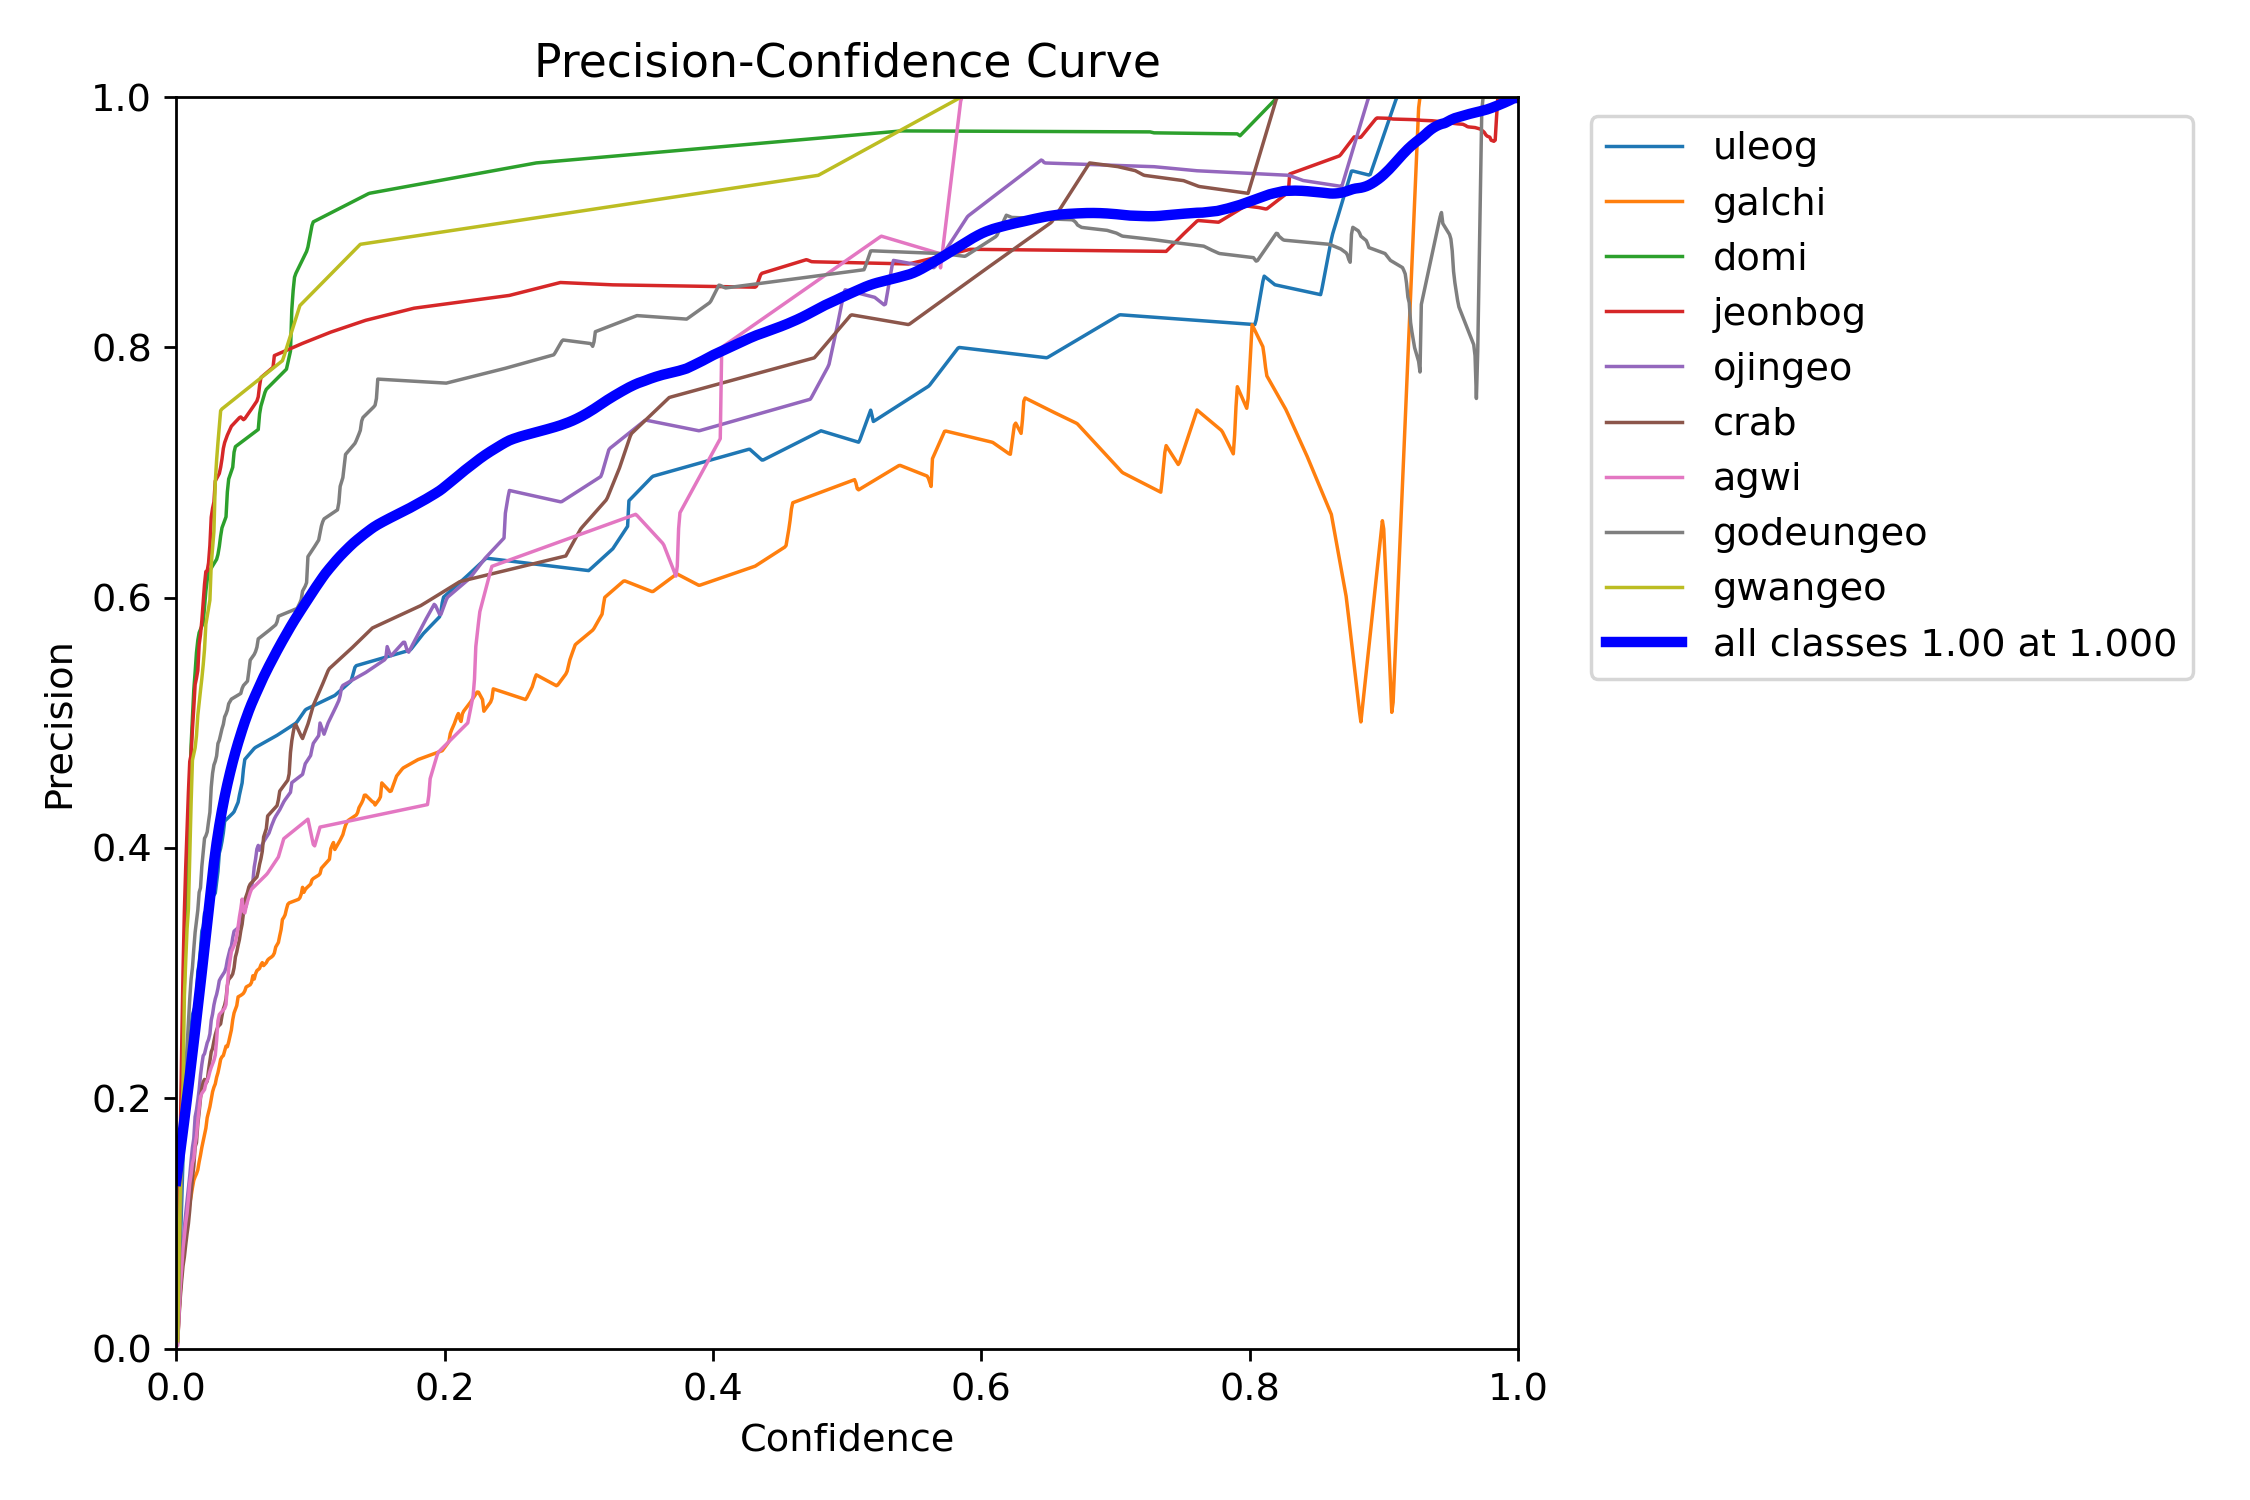 Precision-Confidence Curve
1.0
0.8
0.6
0.4
0.2
0.0
Precision
0.0 0.2 0.4 0.6 0.8 1.0
Confidence
uleog
galchi
domi
jeonbog
ojingeo
crab
agwi
godeungeo
gwangeo
all classes 1.00 at 1.000